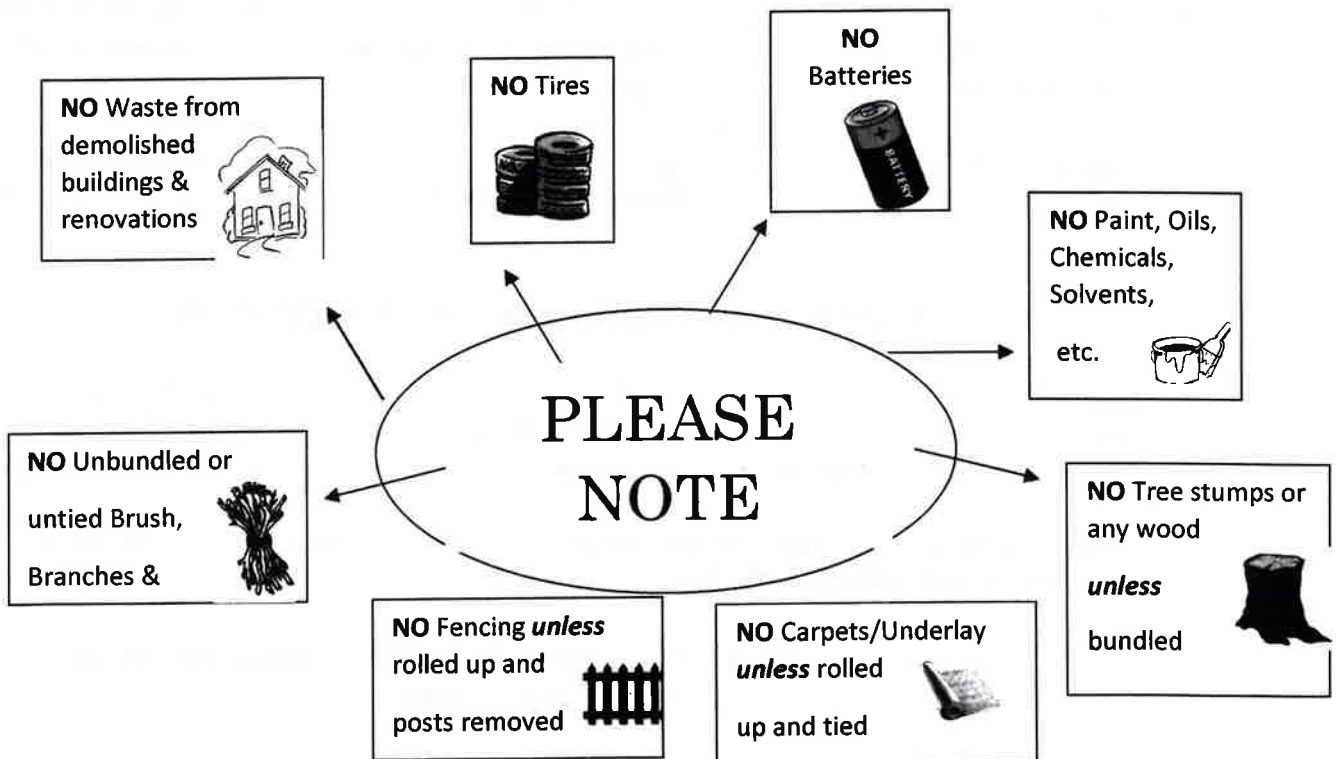 NO Waste from
demolished
buildings &
renovations
NO Tires
NO
Batteries
BATTERY
NO Paint, Oils,
Chemicals,
Solvents,
etc.
PLEASE
NOTE
NO Unbundled or
untied Brush,
Branches &
NO Tree stumps or
any wood
unless
bundled
NO Fencing unless
rolled up and
posts removed
NO Carpets/Underlay
unless rolled
up and tied